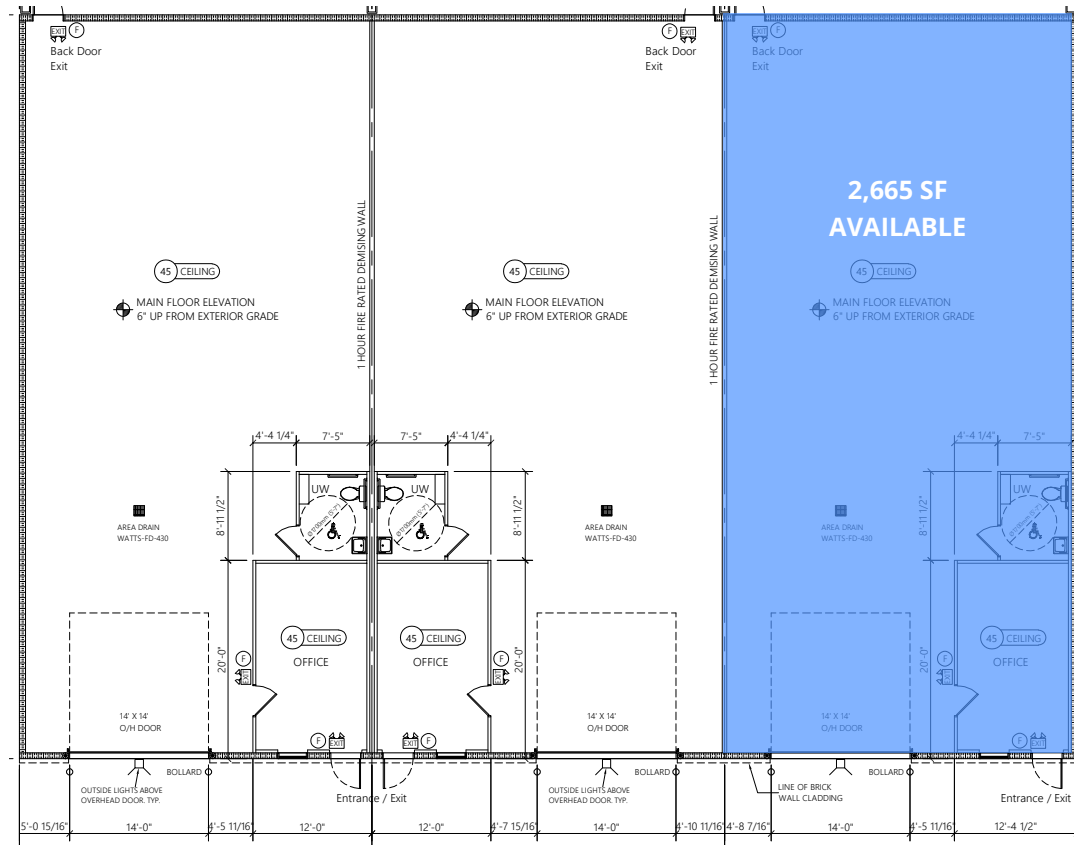 EXIT F
Back Door
Exit
F EXIT
Back Door
Exit
EXIT F
Back Door
Exit
2,665 SF
AVAILABLE
1 HOUR FIRE RATED DEMISING WALL
1 HOUR FIRE RATED DEMISING WALL
45 CEILING
45 CEILING
45 CEILING
MAIN FLOOR ELEVATION
6" UP FROM EXTERIOR GRADE
MAIN FLOOR ELEVATION
6" UP FROM EXTERIOR GRADE
MAIN FLOOR ELEVATION
6" UP FROM EXTERIOR GRADE
4'-4 1/4" 7'-5" 7'-5" 4'-4 1/4" 4'-4 1/4" 7'-5"
UW UW UW
8'-11 1/2" 8'-11 1/2" 8'-11 1/2"
AREA DRAIN
WATTS-FD-430
AREA DRAIN
WATTS-FD-430
AREA DRAIN
WATTS-FD-430
45 CEILING
OFFICE
45 CEILING
OFFICE
45 CEILING
OFFICE
20'-0" 20'-0" 20'-0"
F EXIT
F EXIT
F EXIT
14' X 14'
O/H DOOR
14' X 14'
O/H DOOR
14' X 14'
O/H DOOR
F EXIT EXIT F F EXIT
BOLLARD BOLLARD BOLLARD
OUTSIDE LIGHTS ABOVE
OVERHEAD DOOR. TYP.
Entrance / Exit
OUTSIDE LIGHTS ABOVE
OVERHEAD DOOR. TYP.
LINE OF BRICK
WALL CLADDING
Entrance / Exit
5'-0 15/16" 14'-0" 4'-5 11/16" 12'-0" 12'-0" 4'-7 15/16" 14'-0" 4'-10 11/16" 4'-8 7/16" 14'-0" 4'-5 11/16" 12'-4 1/2"